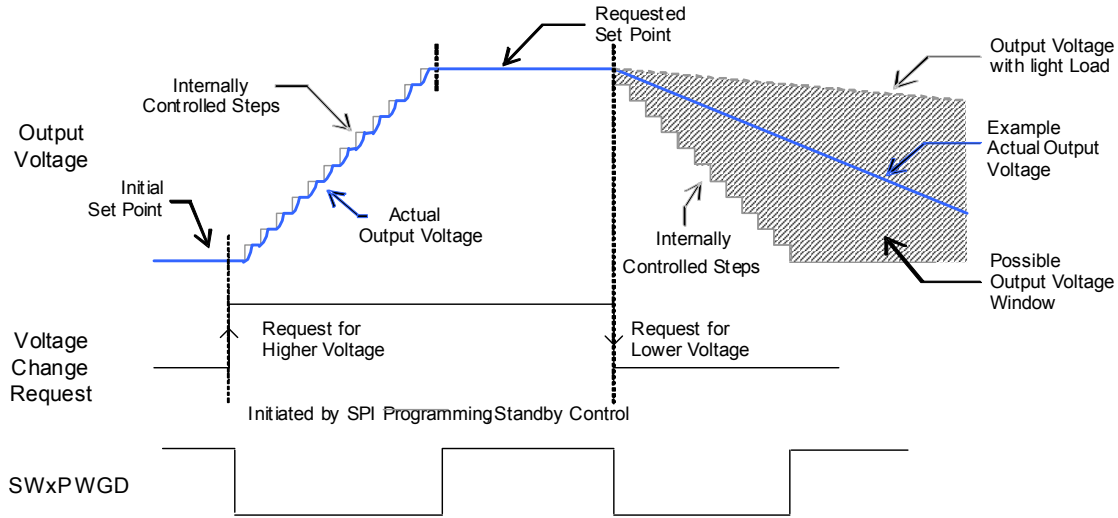 Requested
Set Point
Output Voltage
with light Load
Internally
Controlled Steps
Output
Voltage
Example
Actual Output
Voltage
Initial
Set Point
Actual
Output Voltage
Internally
Controlled Steps
Possible
Output Voltage
Window
Voltage
Change
Request
Request for
Higher Voltage
Request for
Lower Voltage
Initiated by SPI Programming, Standby Control
SWxPWGD